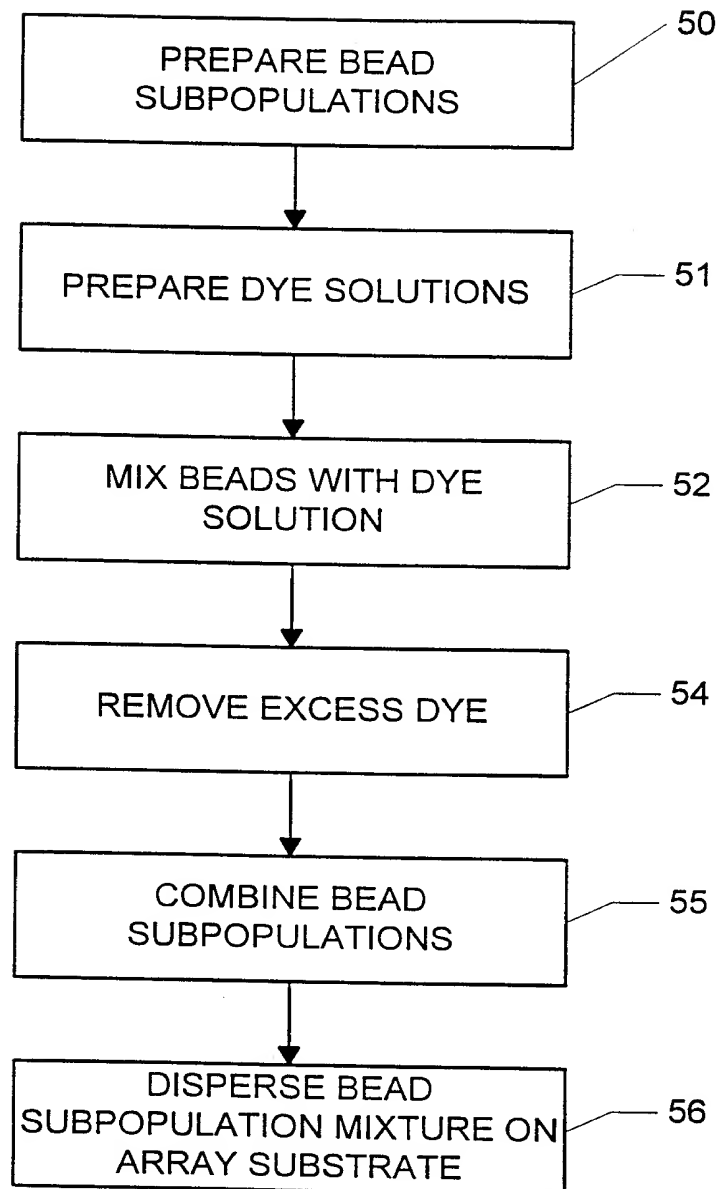 50
PREPARE BEAD
SUBPOPULATIONS
51
PREPARE DYE SOLUTIONS
MIX BEADS WITH DYE
SOLUTION
52
REMOVE EXCESS DYE
54
COMBINE BEAD
SUBPOPULATIONS
55
DISPERSE BEAD
SUBPOPULATION MIXTURE ON
ARRAY SUBSTRATE
56